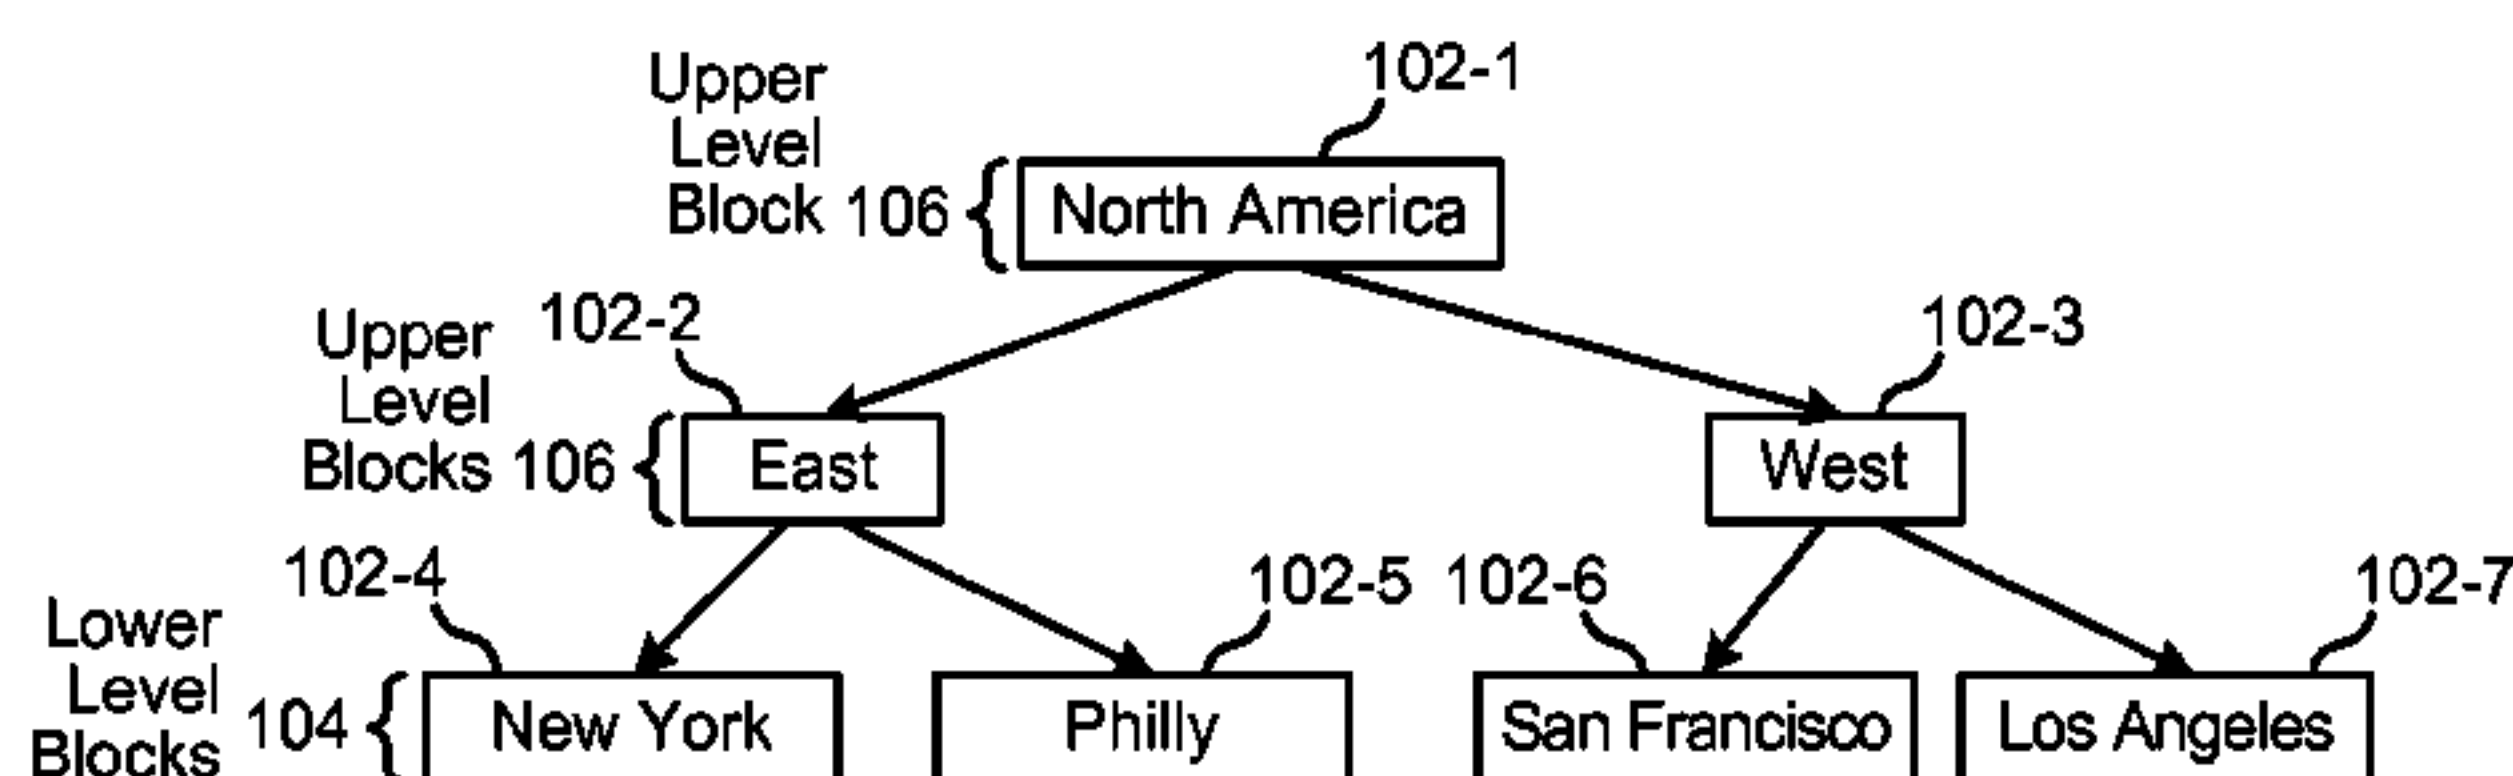 102-1
Upper
Level
Block 106
North America
102-2
102-3
Upper
Level
Blocks 106
East
West
102-4
102-5
102-6
102-7
Lower
Level
Blocks
104
New York
Philly
San Francisco
Los Angeles